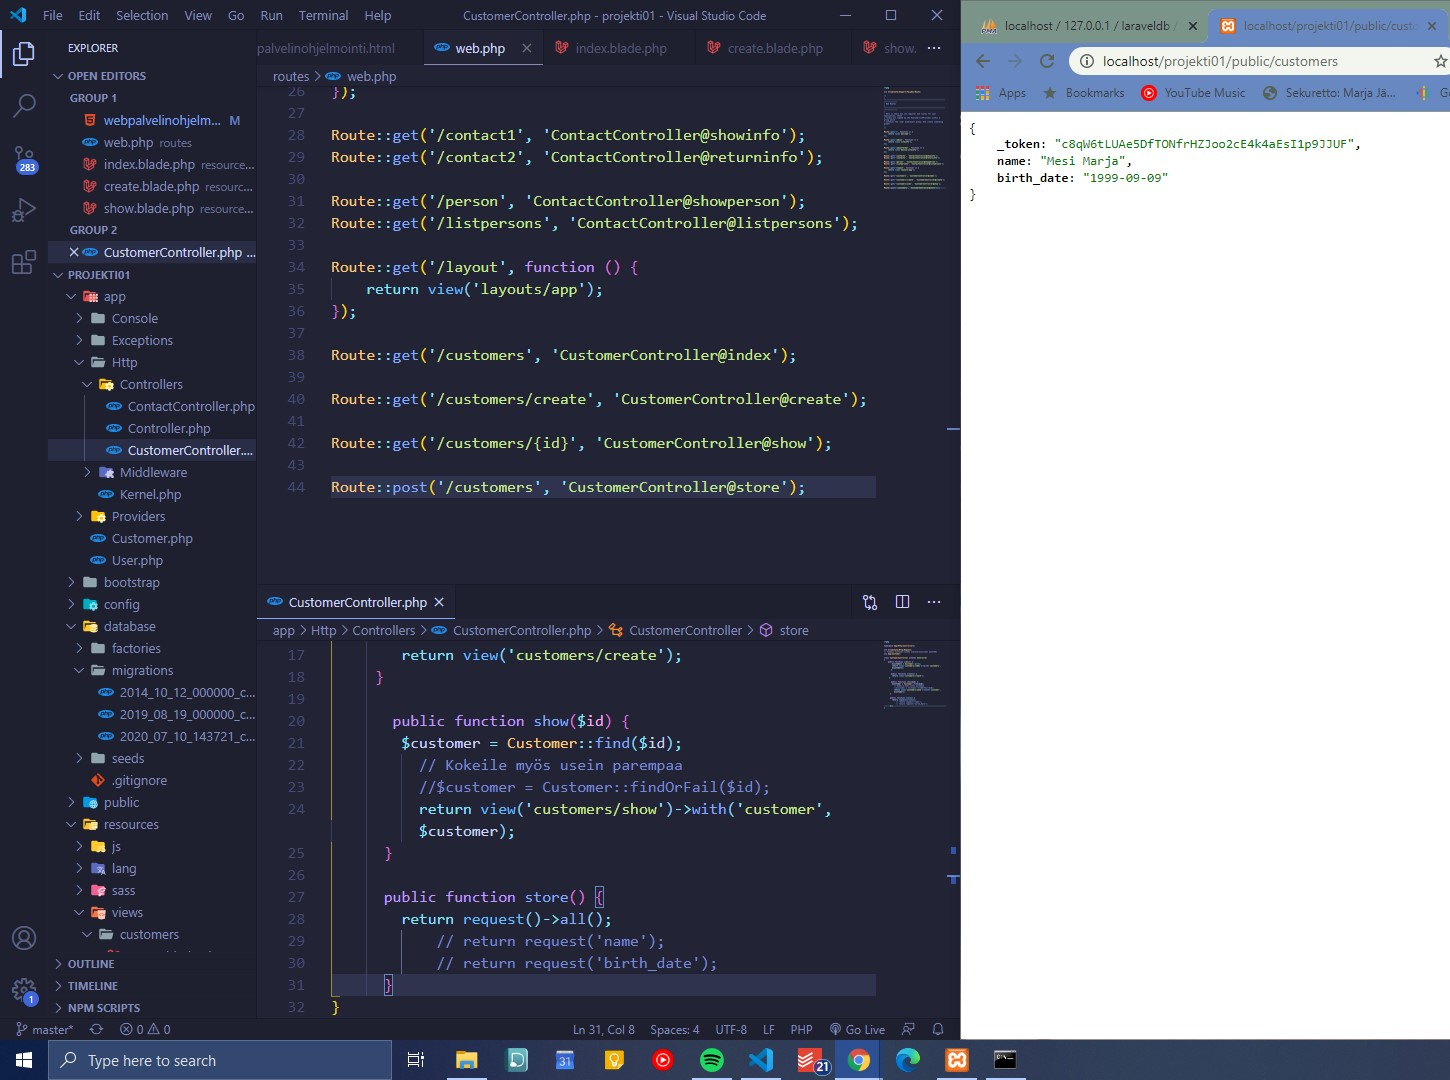 File Edit Selection View Go Run Terminal Help CustomerController.php - projekti01 - Visual Studio Code
EXPLORER
OPEN EDITORS
GROUP 1
webpalvelinohjelm... M
web.php routes
index.blade.php resource...
create.blade.php resourc...
show.blade.php resource...
GROUP 2
CustomerController.php ...
PROJEKTI01
app
Console
Exceptions
Http
Controllers
ContactController.php
Controller.php
CustomerController....
Middleware
Kernel.php
Providers
Customer.php
User.php
bootstrap
config
database
factories
migrations
2014_10_12_000000_c...
2019_08_19_000000_c...
2020_07_10_143721_c...
seeds
.gitignore
public
resources
js
lang
sass
views
customers
OUTLINE
TIMELINE
NPM SCRIPTS
283
1
palvelinohjelmointi.html web.php index.blade.php create.blade.php show. ...
routes > web.php
26 });
27
28 Route::get('/contact1', 'ContactController@showinfo');
29 Route::get('/contact2', 'ContactController@returninfo');
30
31 Route::get('/person', 'ContactController@showperson');
32 Route::get('/listpersons', 'ContactController@listpersons');
33
34 Route::get('/layout', function () {
35 return view('layouts/app');
36 });
37
38 Route::get('/customers', 'CustomerController@index');
39
40 Route::get('/customers/create', 'CustomerController@create');
41
42 Route::get('/customers/{id}', 'CustomerController@show');
43
44 Route::post('/customers', 'CustomerController@store');
CustomerController.php
app > Http > Controllers > CustomerController.php > CustomerController > store
17 return view('customers/create');
18 }
19
20 public function show($id) {
21 $customer = Customer::find($id);
22 // Kokeile myös usein parempaa
23 //$customer = Customer::findOrFail($id);
24 return view('customers/show')->with('customer',
$customer);
25 }
26
27 public function store() {
28 return request()->all();
29 // return request('name');
30 // return request('birth_date');
31 }
32 }
master* 0 0 Ln 31, Col 8 Spaces: 4 UTF-8 LF PHP Go Live
localhost / 127.0.0.1 / laraveldb / localhost/projekti01/public/custo
localhost/projekti01/public/customers
Apps Bookmarks YouTube Music Sekuretto: Marja Jä... Go
{
_token: "c8qW6tLUAe5DfTONfrHZJoo2cE4k4aEsI1p9JJUF",
name: "Mesi Marja",
birth_date: "1999-09-09"
}
Type here to search
31
21